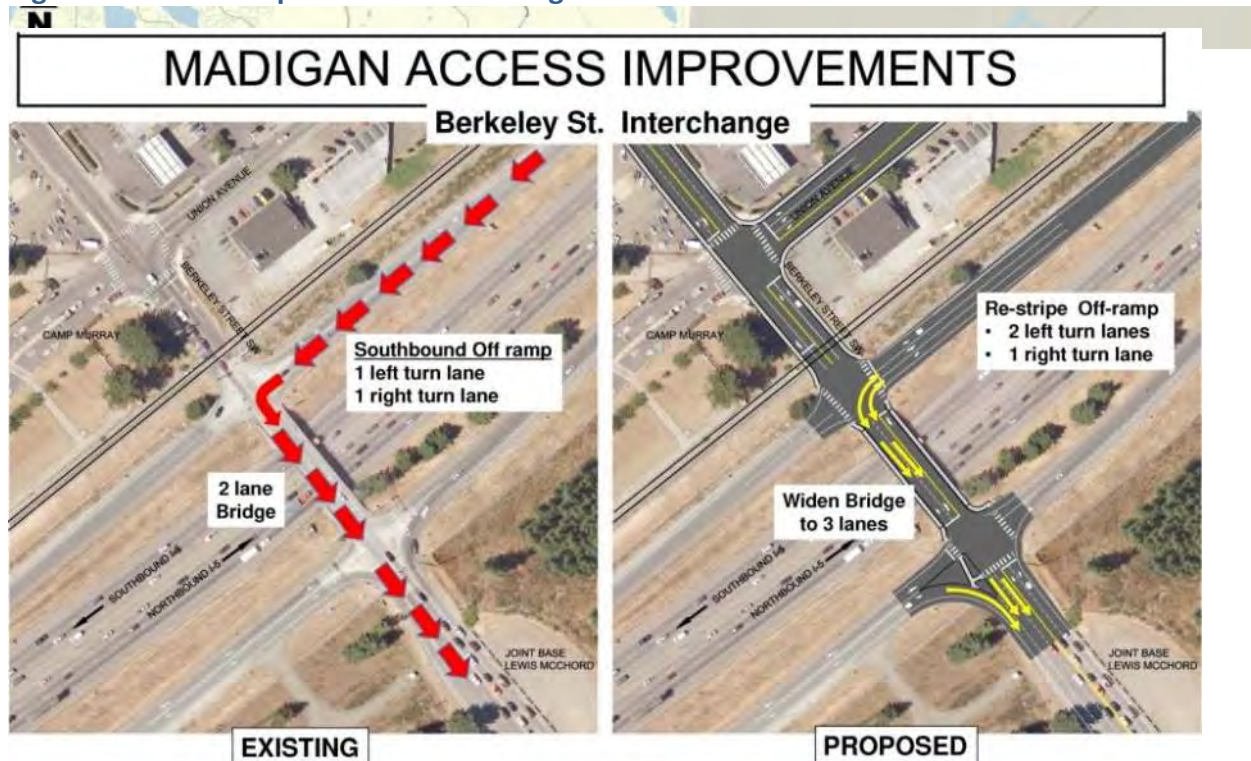 N
MADIGAN ACCESS IMPROVEMENTS
Berkeley St. Interchange
UNION AVENUE
BERKELEY STREET SW
CAMP MURRAY
Southbound Off ramp
1 left turn lane
1 right turn lane
2 lane
Bridge
SOUTHBOUND I-5
NORTHBOUND I-5
JOINT BASE
LEWIS MCCHORD
EXISTING
UNION AVENUE
BERKELEY STREET SW
CAMP MURRAY
Re-stripe Off-ramp
• 2 left turn lanes
• 1 right turn lane
Widen Bridge
to 3 lanes
SOUTHBOUND I-5
NORTHBOUND I-5
JOINT BASE
LEWIS MCCHORD
PROPOSED